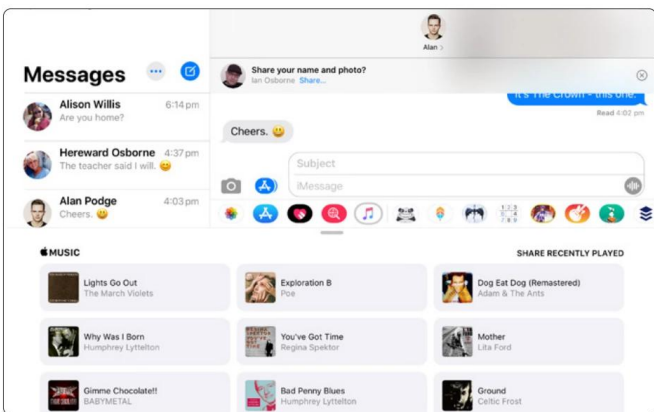 Alan >
Messages
Share your name and photo?
Ian Osborne Share...
Alison Willis 6:14 pm
Are you home?
It's The Crown - this one.
Read 4:02 pm
Cheers. 😃
Hereward Osborne 4:37 pm
The teacher said I will. 😊
Subject
iMessage
Alan Podge 4:03 pm
Cheers. 😃
MUSIC
SHARE RECENTLY PLAYED
Lights Go Out
The March Violets
Exploration B
Poe
Dog Eat Dog (Remastered)
Adam & The Ants
Why Was I Born
Humphrey Lyttelton
You've Got Time
Regina Spektor
Mother
Lita Ford
Gimme Chocolate!!
BABYMETAL
Bad Penny Blues
Humphrey Lyttelton
Ground
Celtic Frost